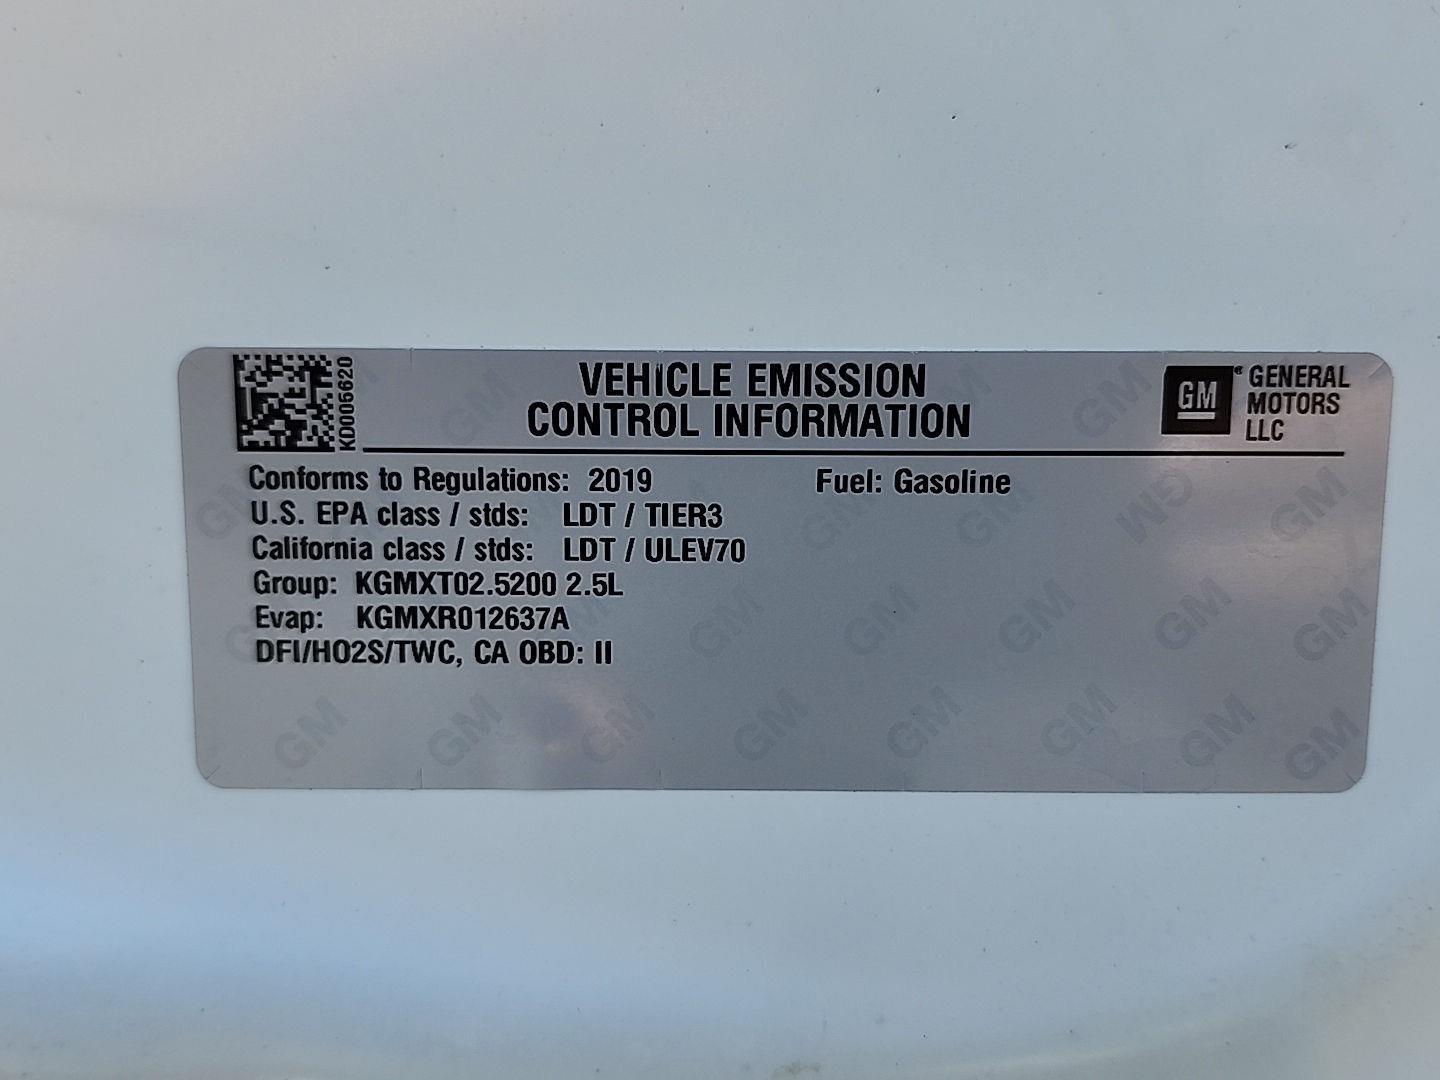 KD005620
VEHICLE EMISSION
CONTROL INFORMATION
GM
GENERAL
MOTORS
LLC
Conforms to Regulations: 2019 Fuel: Gasoline
U.S. EPA class / stds: LDT / TIER3
California class / stds: LDT / ULEV70
Group: KGMXT02.5200 2.5L
Evap: KGMXR012637A
DFI/HO2S/TWC, CA OBD: II